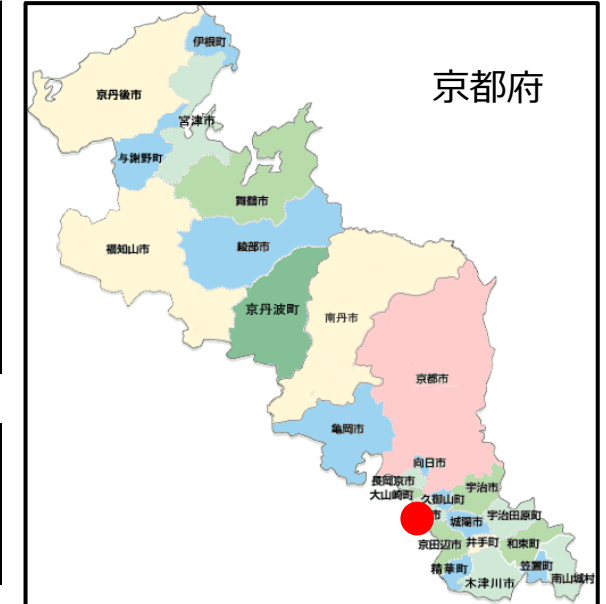 伊根町
京都府
京丹後市
宮津市
与謝野町
舞鶴市
綾部市
福知山市
京丹波町
南丹市
京都市
亀岡市
向日市
長岡京市
大山崎町
宇治市
久御山町
市
城陽市
宇治田原町
京田辺市
井手町
和束町
精華町
笠置町
木津川市
南山城村